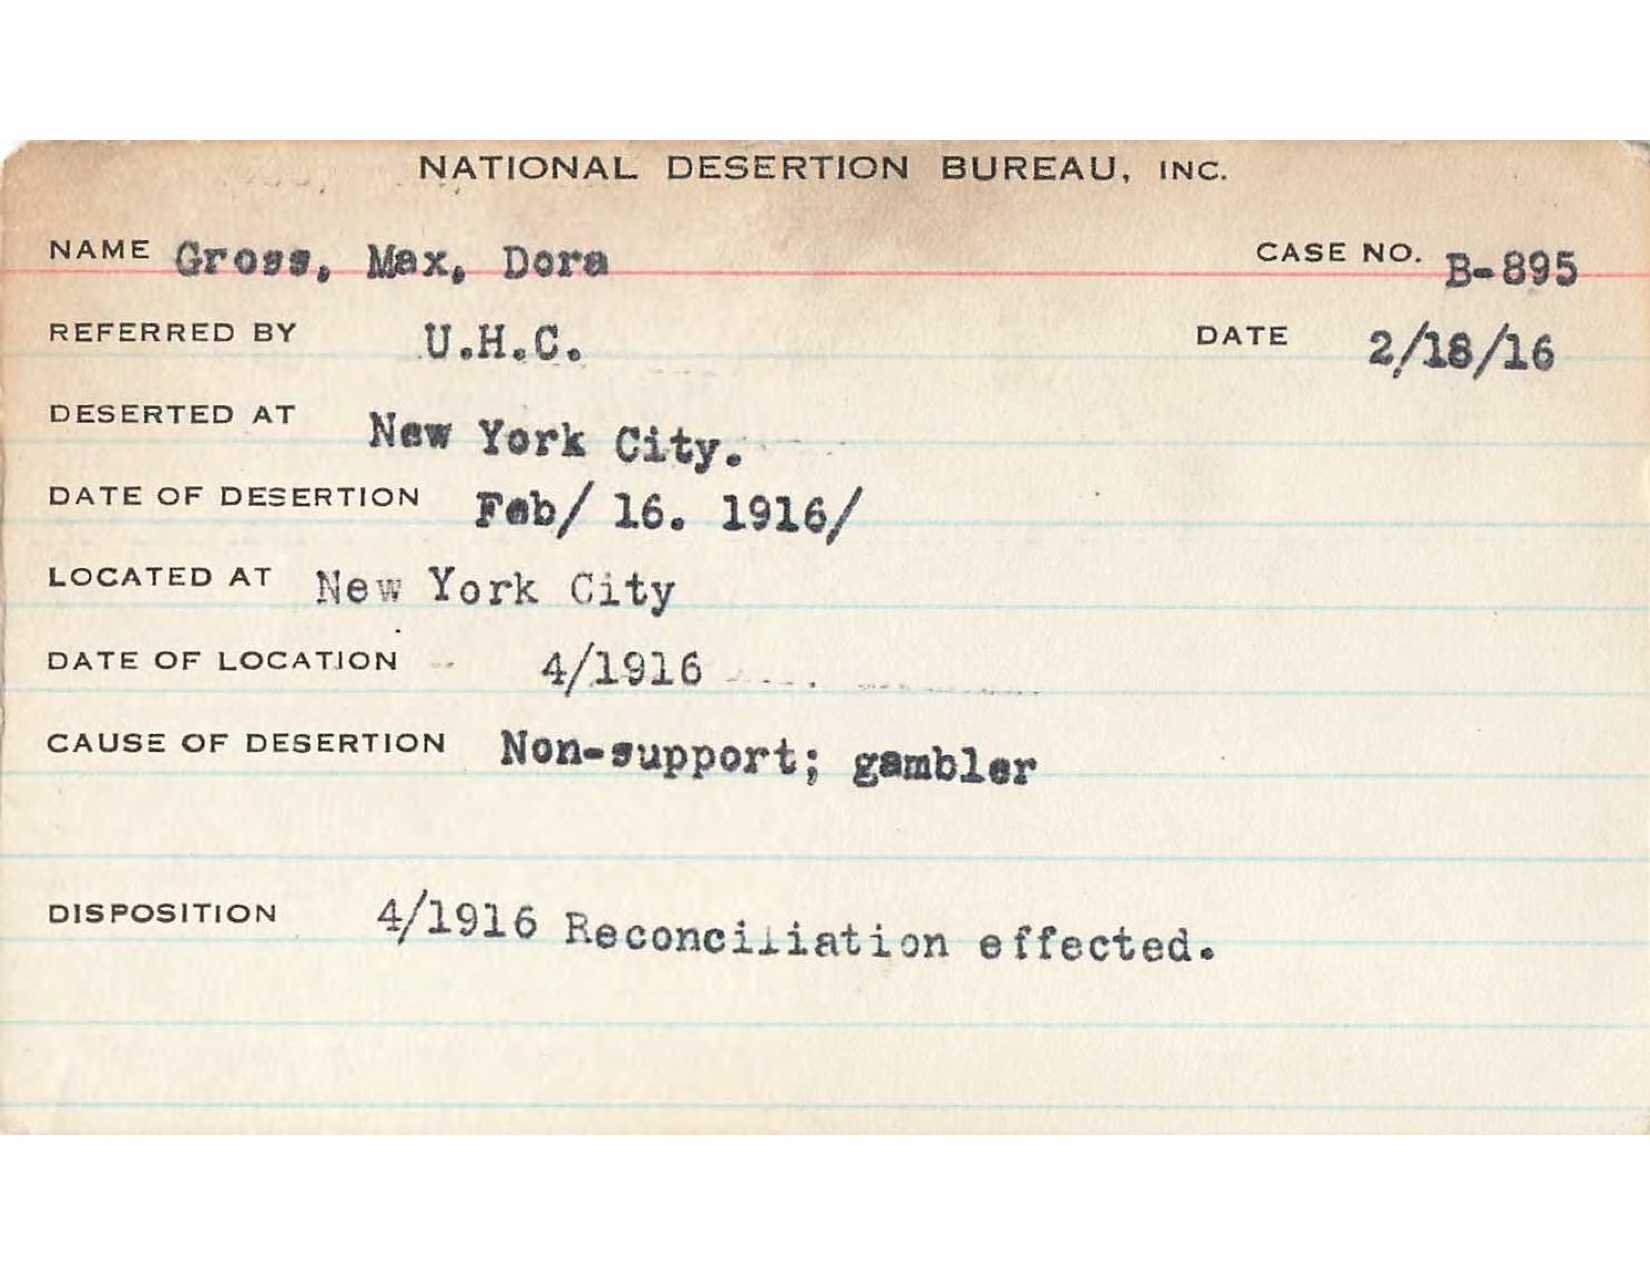 NATIONAL DESERTION BUREAU, INC.
NAME Gross, Max, Dora CASE NO. B-895
REFERRED BY U.H.C. DATE 2/18/16
DESERTED AT New York City.
DATE OF DESERTION Feb/ 16. 1916/
LOCATED AT New York City
DATE OF LOCATION 4/1916
CAUSE OF DESERTION Non-support; gambler
DISPOSITION 4/1916 Reconciliation effected.